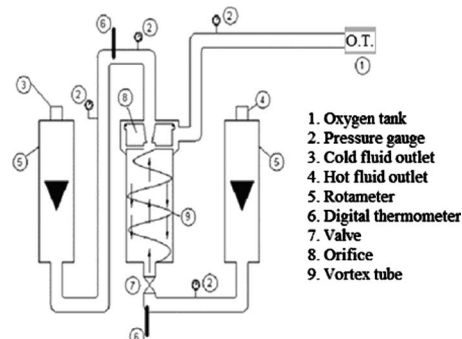 6
2
2
2
3
8
O.T.
1
4
5
5
9
7
2
6
1. Oxygen tank
2. Pressure gauge
3. Cold fluid outlet
4. Hot fluid outlet
5. Rotameter
6. Digital thermometer
7. Valve
8. Orifice
9. Vortex tube